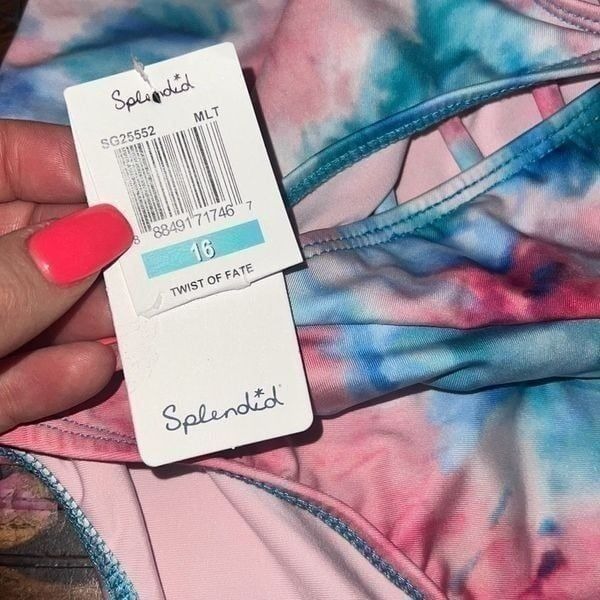 Splendid
SG25552 MLT
8 88491 71746 7
16
TWIST OF FATE
Splendid